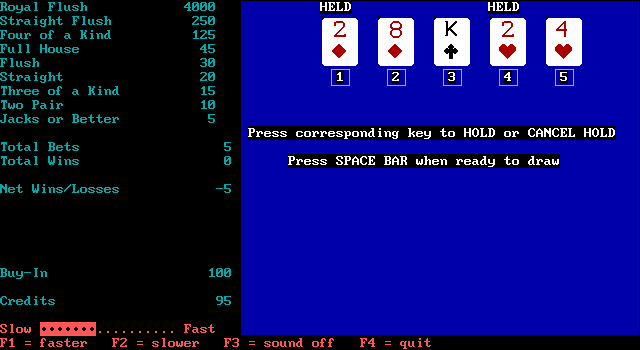 Royal Flush 4000
Straight Flush 250
Four of a Kind 125
Full House 45
Flush 30
Straight 20
Three of a Kind 15
Two Pair 10
Jacks or Better 5
Total Bets 5
Total Wins 0
Net Wins/Losses -5
Buy-In 100
Credits 95
Slow •••••••.......... Fast
F1 = faster F2 = slower F3 = sound off F4 = quit
HELD HELD
2 8 K 2 4
1 2 3 4 5
Press corresponding key to HOLD or CANCEL HOLD
Press SPACE BAR when ready to draw